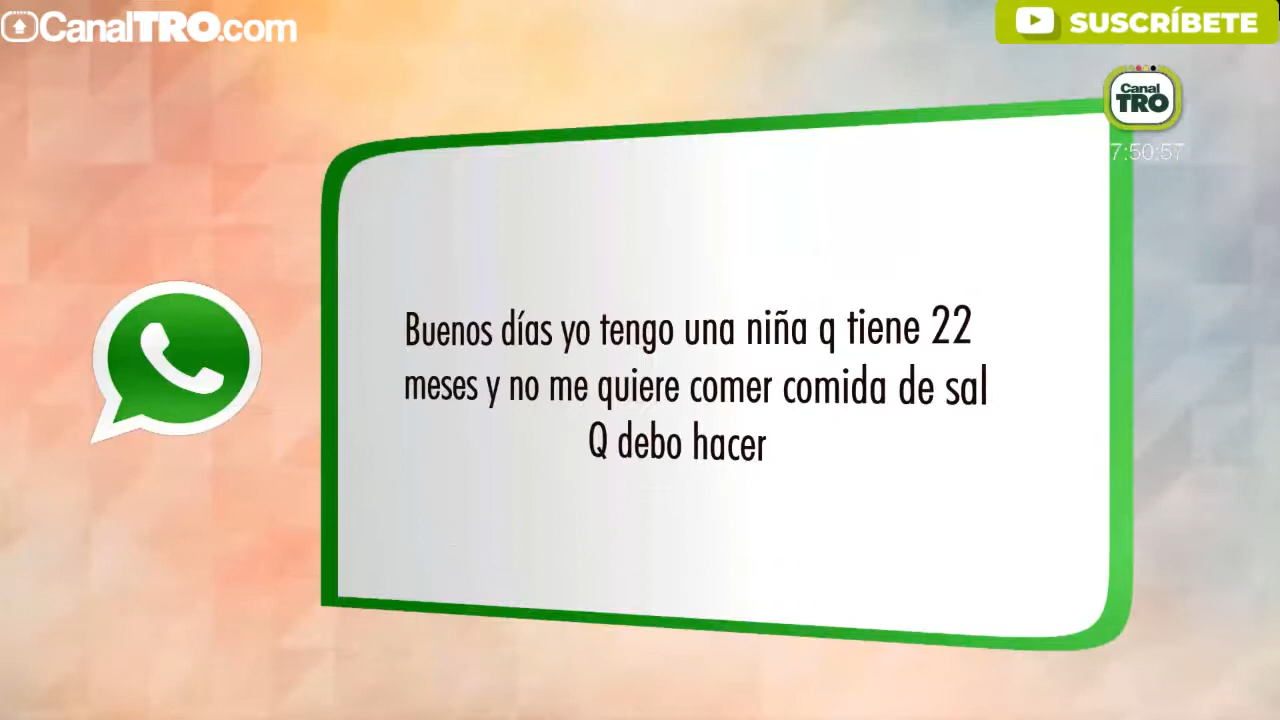 CanalTRO.com
SUSCRÍBETE
Canal
TRO
7:50:57
Buenos días yo tengo una niña q tiene 22
meses y no me quiere comer comida de sal
Q debo hacer